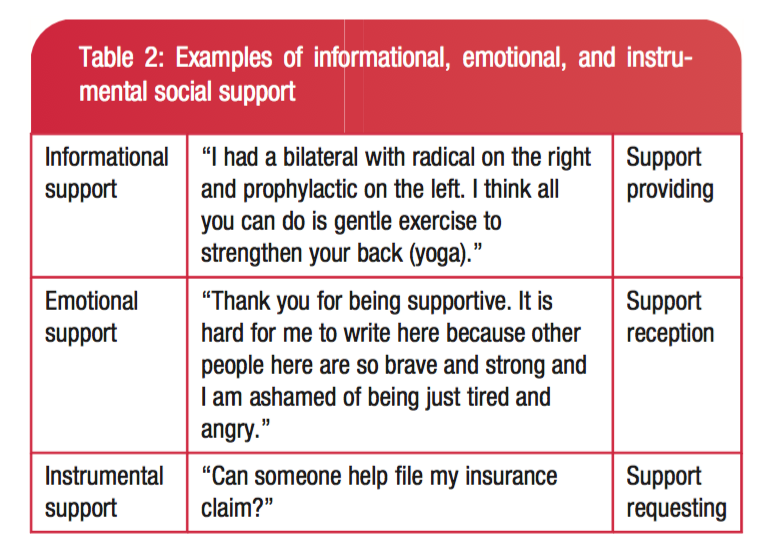 Table 2: Examples of informational, emotional, and instru-
mental social support
Informational support
“I had a bilateral with radical on the right
and prophylactic on the left. I think all
you can do is gentle exercise to
strengthen your back (yoga).”
Support providing
Emotional support
“Thank you for being supportive. It is
hard for me to write here because other
people here are so brave and strong and
I am ashamed of being just tired and
angry.”
Support reception
Instrumental support
“Can someone help file my insurance
claim?”
Support requesting